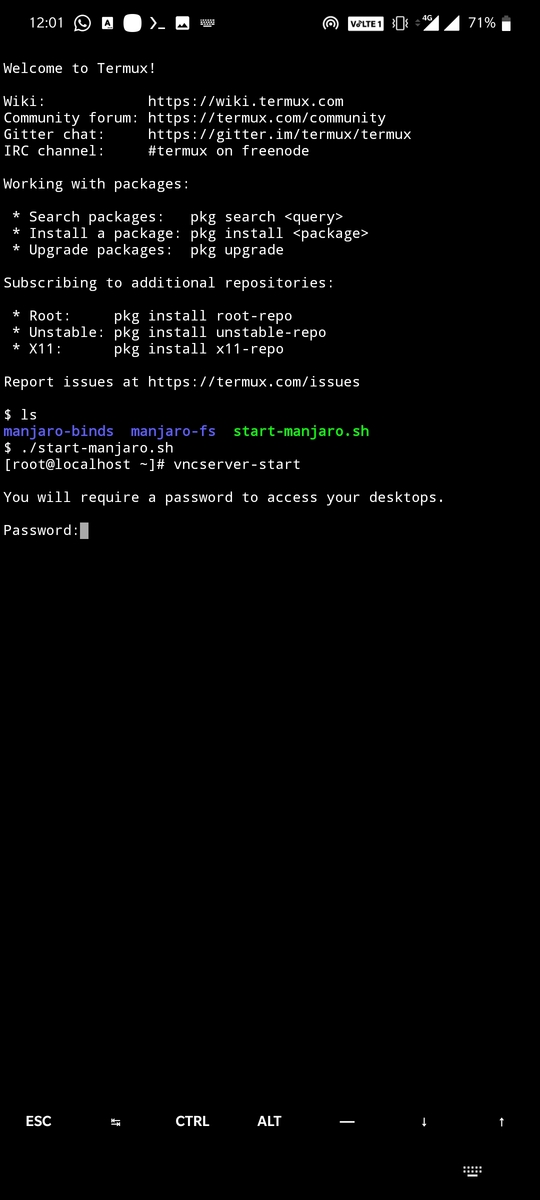 12:01 A VoLTE 1 4G 71%
Welcome to Termux!
Wiki: https://wiki.termux.com
Community forum: https://termux.com/community
Gitter chat: https://gitter.im/termux/termux
IRC channel: #termux on freenode
Working with packages:
* Search packages: pkg search <query>
* Install a package: pkg install <package>
* Upgrade packages: pkg upgrade
Subscribing to additional repositories:
* Root: pkg install root-repo
* Unstable: pkg install unstable-repo
* X11: pkg install x11-repo
Report issues at https://termux.com/issues
$ ls
manjaro-binds manjaro-fs start-manjaro.sh
$ ./start-manjaro.sh
[root@localhost ~]# vncserver-start
You will require a password to access your desktops.
Password:
ESC ↹ CTRL ALT — ↓ ↑